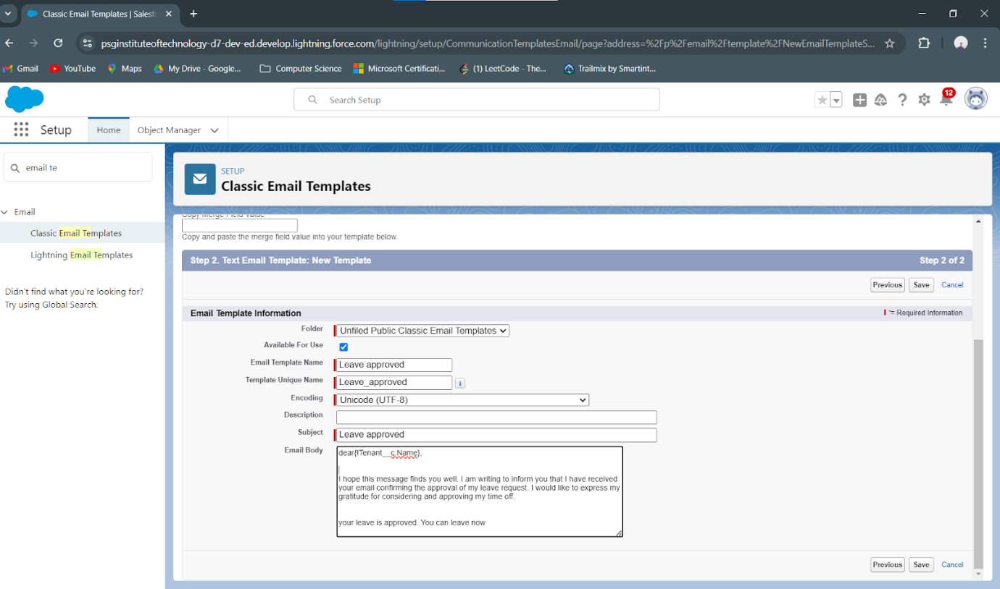 Classic Email Templates | Salesf
psginstituteoftechnology-d7-dev-ed.develop.lightning.force.com/lightning/setup/CommunicationTemplatesEmail/page?address=%2Fp%2Femail%2Ftemplate%2FNewEmailTemplateS...
Gmail YouTube Maps My Drive - Google... Computer Science Microsoft Certificati... (1) LeetCode - The... Trailmix by Smartint...
Search Setup
12
Setup Home Object Manager
email te
Email
Classic Email Templates
Lightning Email Templates
Didn't find what you're looking for?
Try using Global Search.
SETUP
Classic Email Templates
Copy Merge Field Value
Copy and paste the merge field value into your template below.
Step 2. Text Email Template: New Template Step 2 of 2
Previous Save Cancel
Email Template Information = Required Information
Folder Unfiled Public Classic Email Templates
Available For Use
Email Template Name Leave approved
Template Unique Name Leave_approved
Encoding Unicode (UTF-8)
Description
Subject Leave approved
Email Body dear{!Tenant__c.Name},
I hope this message finds you well. I am writing to inform you that I have received
your email confirming the approval of my leave request. I would like to express my
gratitude for considering and approving my time off.
your leave is approved. You can leave now
Previous Save Cancel